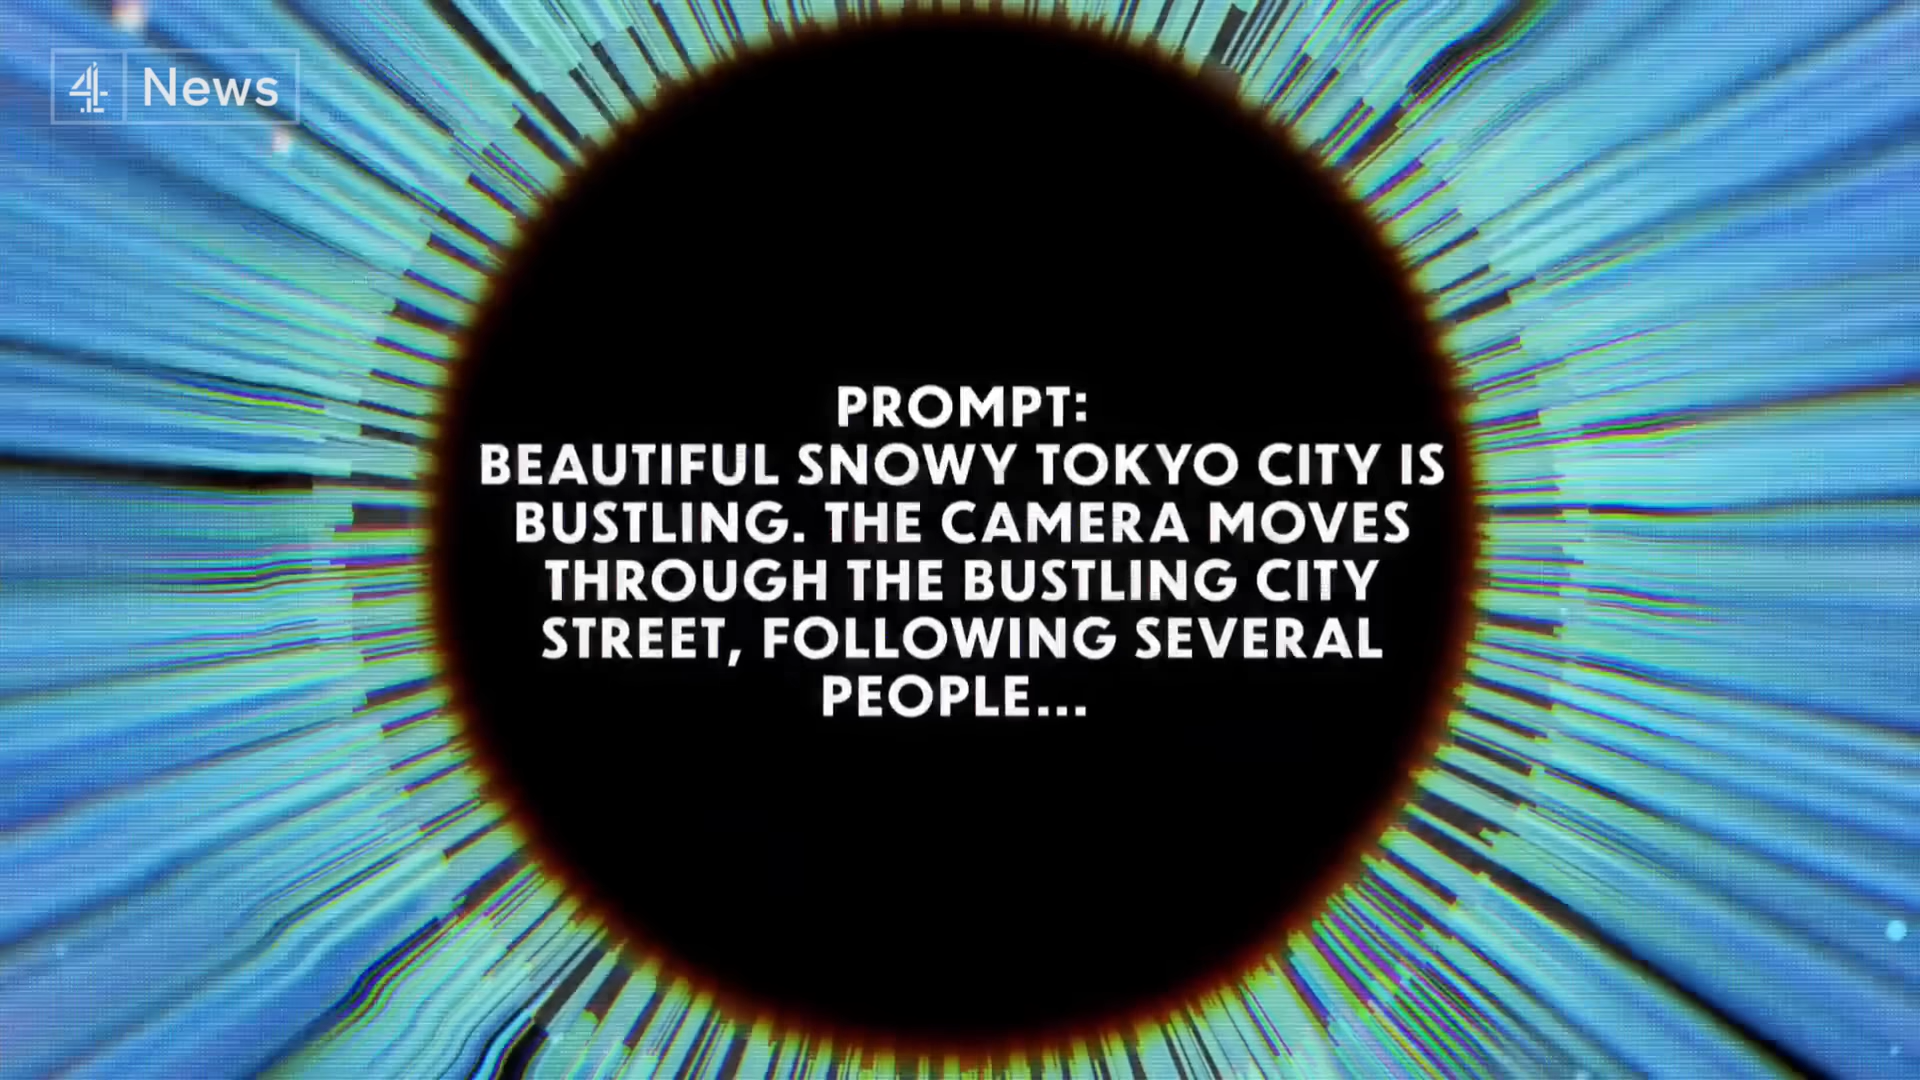 4 News
PROMPT:
BEAUTIFUL SNOWY TOKYO CITY IS
BUSTLING. THE CAMERA MOVES
THROUGH THE BUSTLING CITY
STREET, FOLLOWING SEVERAL
PEOPLE...